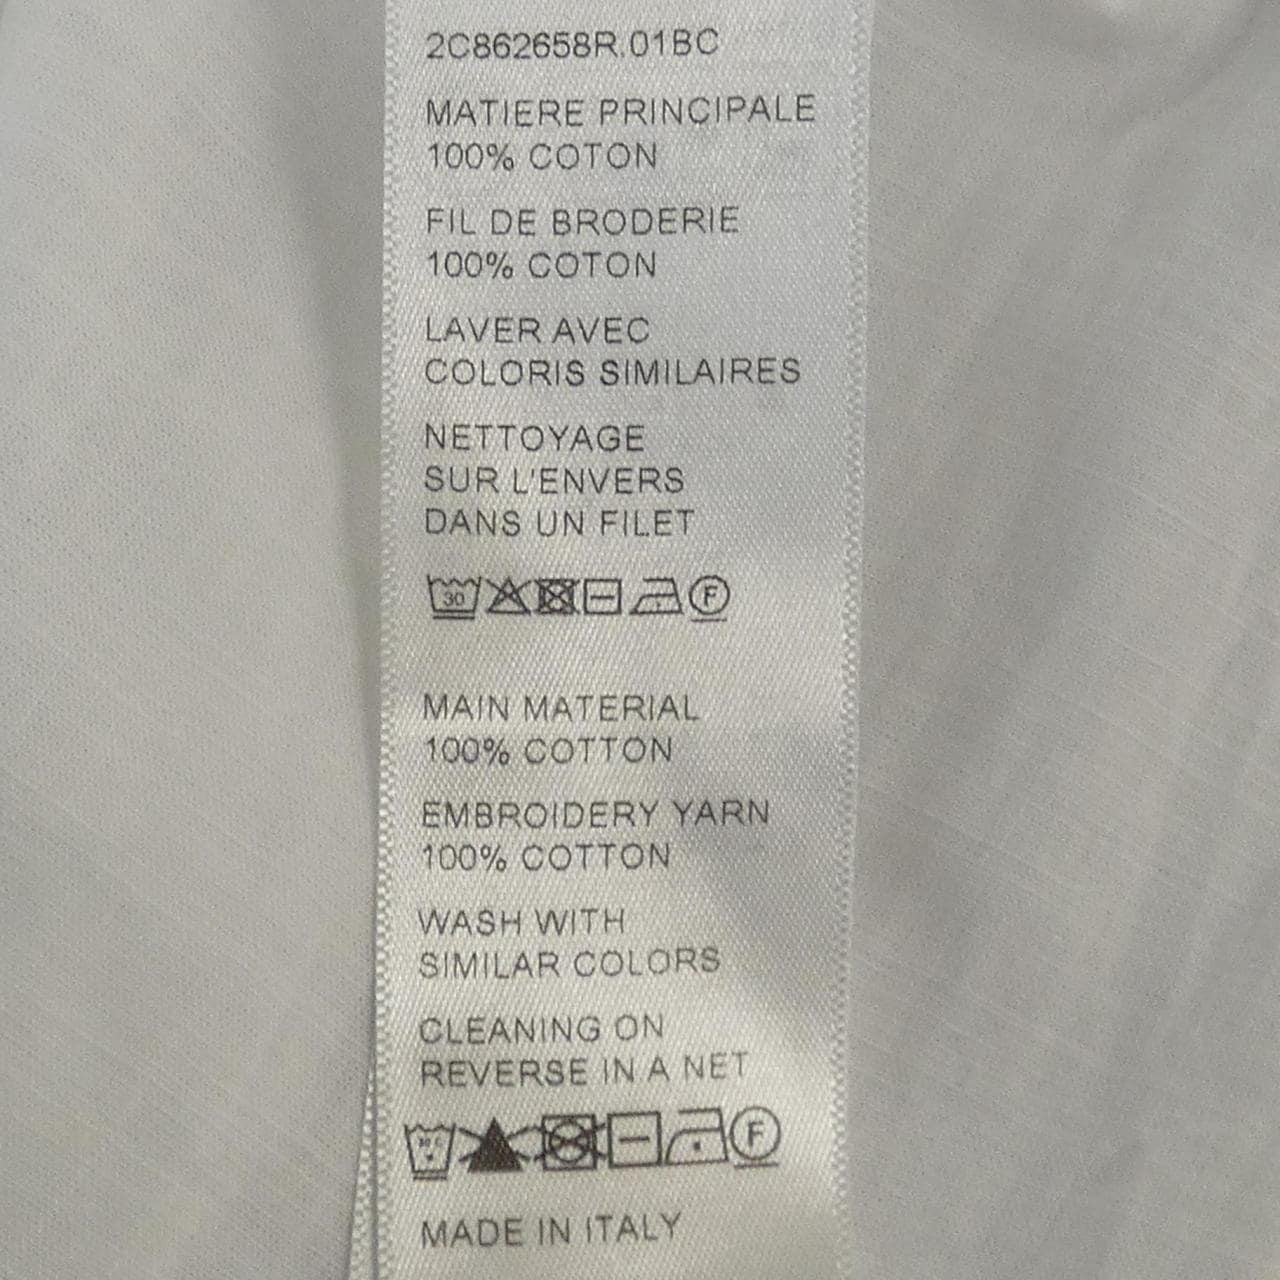 2C862658R.01BC
MATIERE PRINCIPALE
100% COTON
FIL DE BRODERIE
100% COTON
LAVER AVEC
COLORIS SIMILAIRES
NETTOYAGE
SUR L'ENVERS
DANS UN FILET
30 F
MAIN MATERIAL
100% COTTON
EMBROIDERY YARN
100% COTTON
WASH WITH
SIMILAR COLORS
CLEANING ON
REVERSE IN A NET
F
MADE IN ITALY